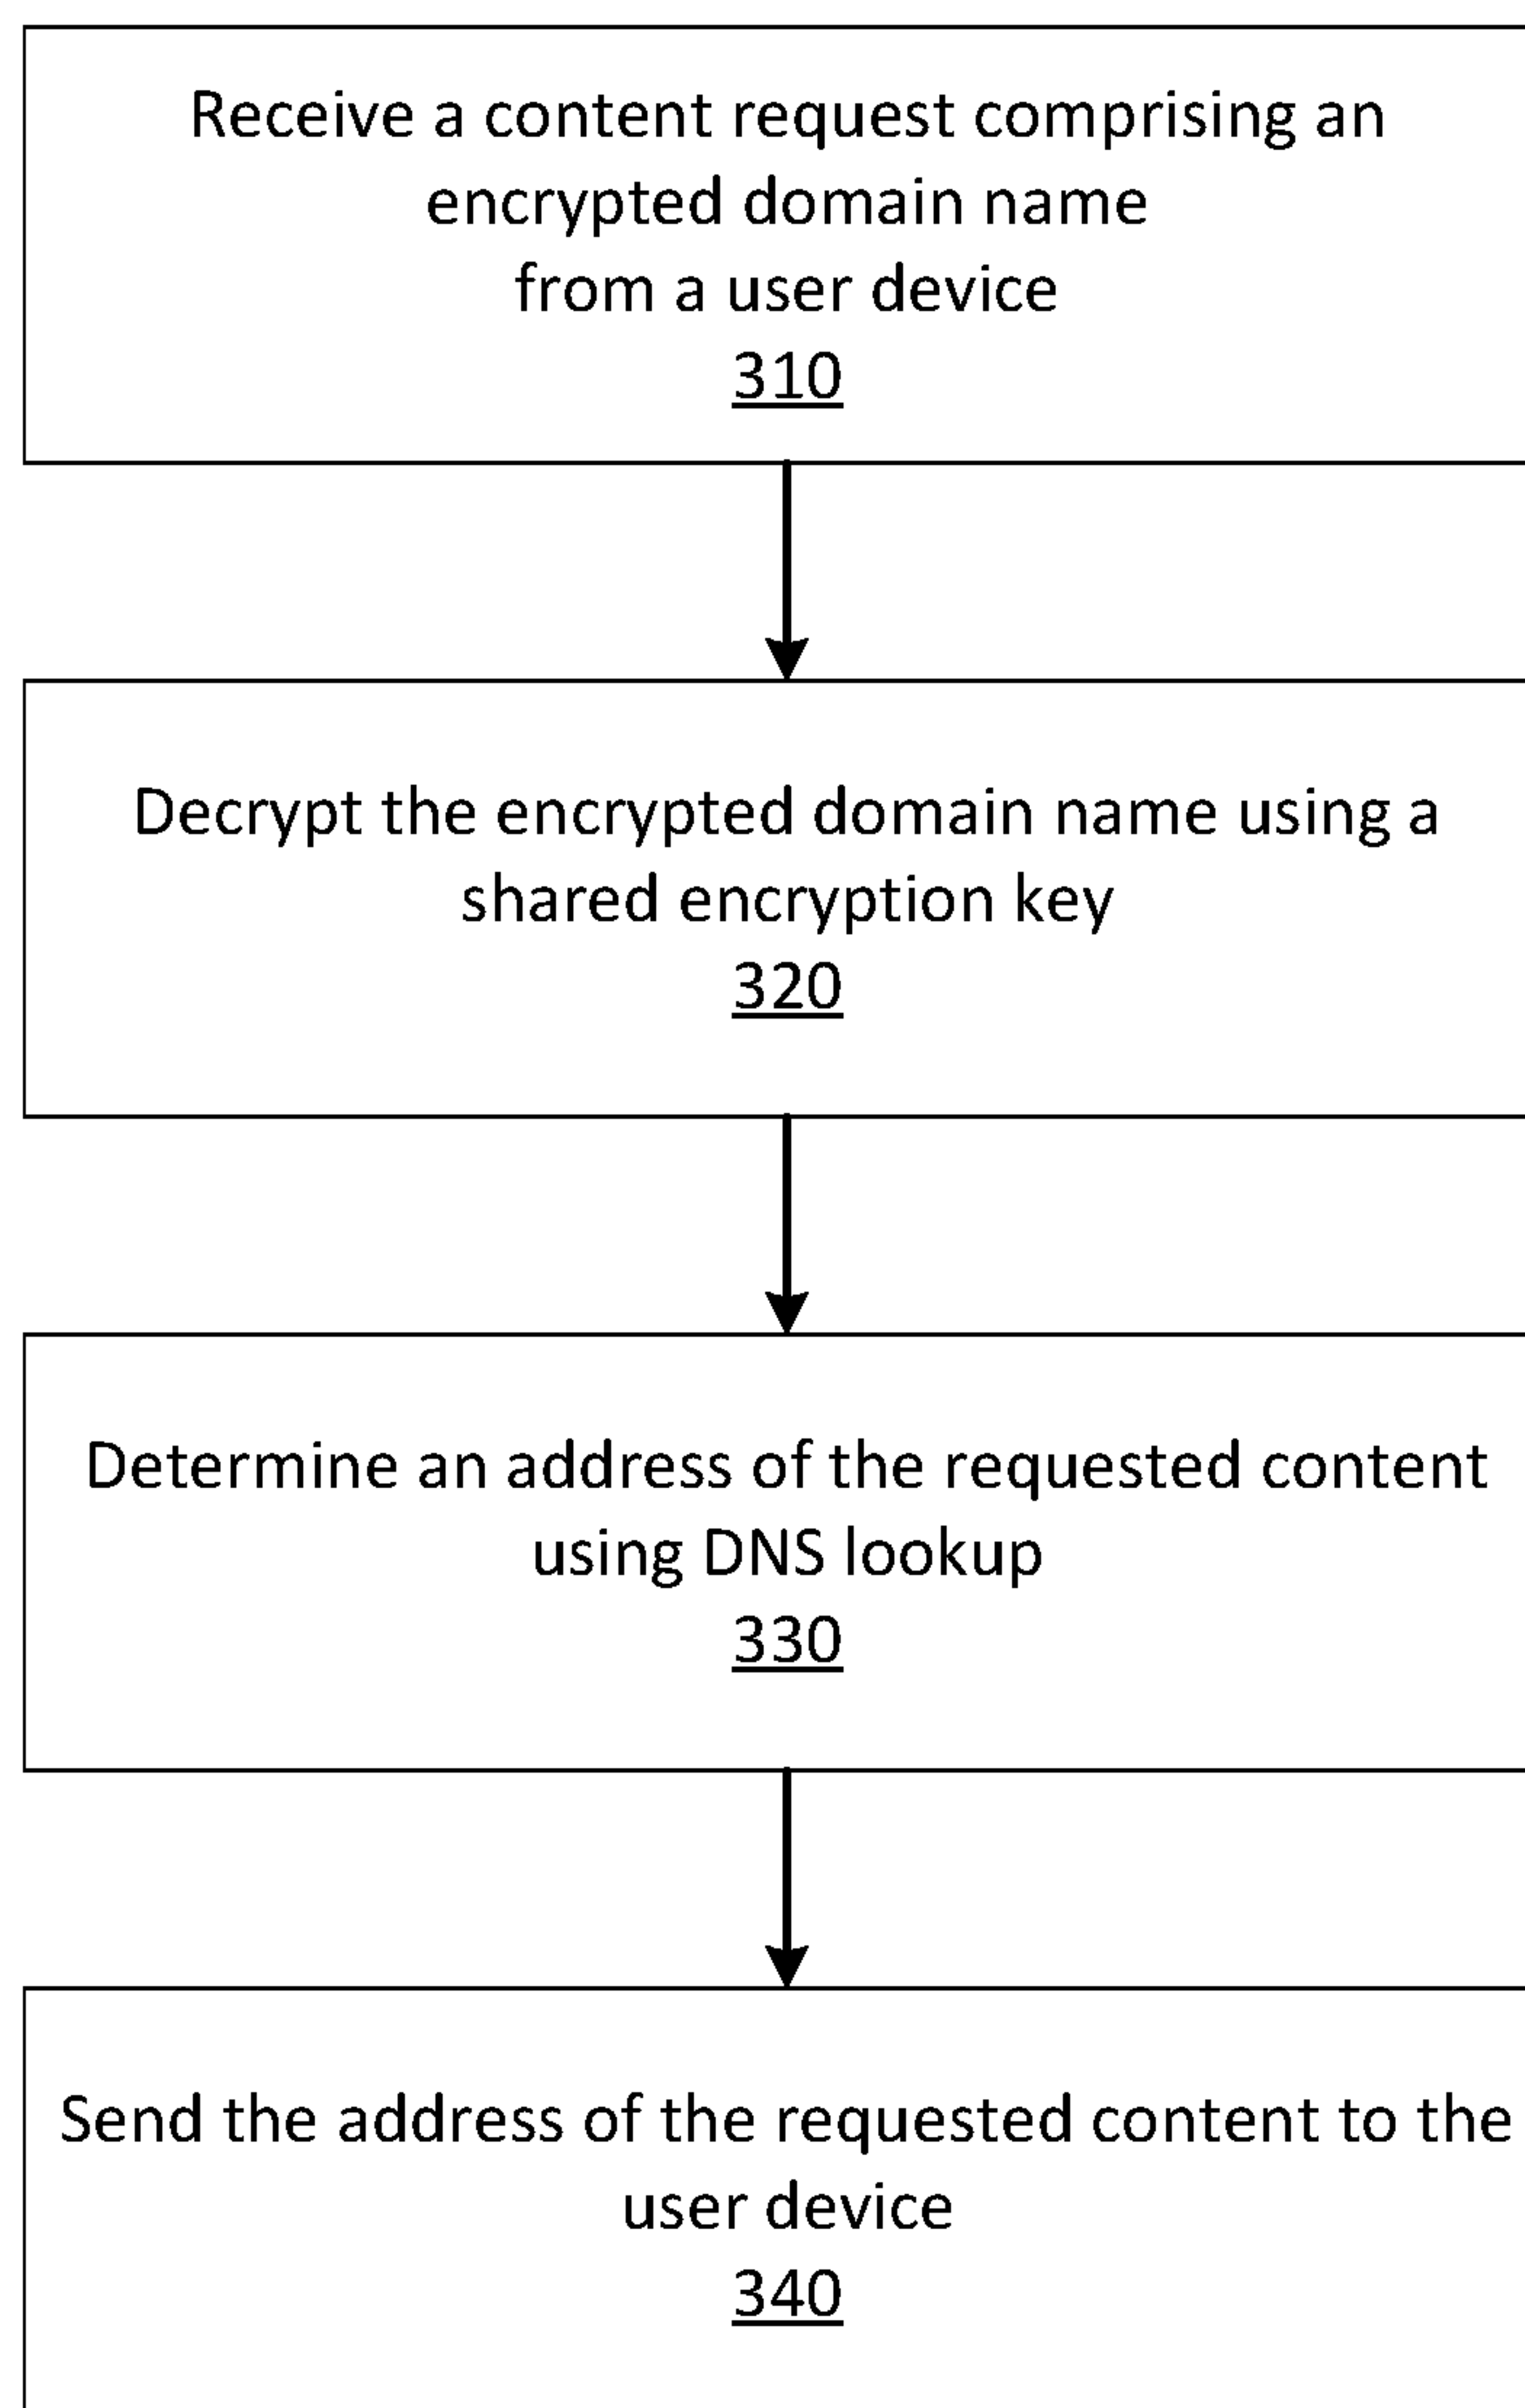 Receive a content request comprising an
encrypted domain name
from a user device
310
Decrypt the encrypted domain name using a
shared encryption key
320
Determine an address of the requested content
using DNS lookup
330
Send the address of the requested content to the
user device
340